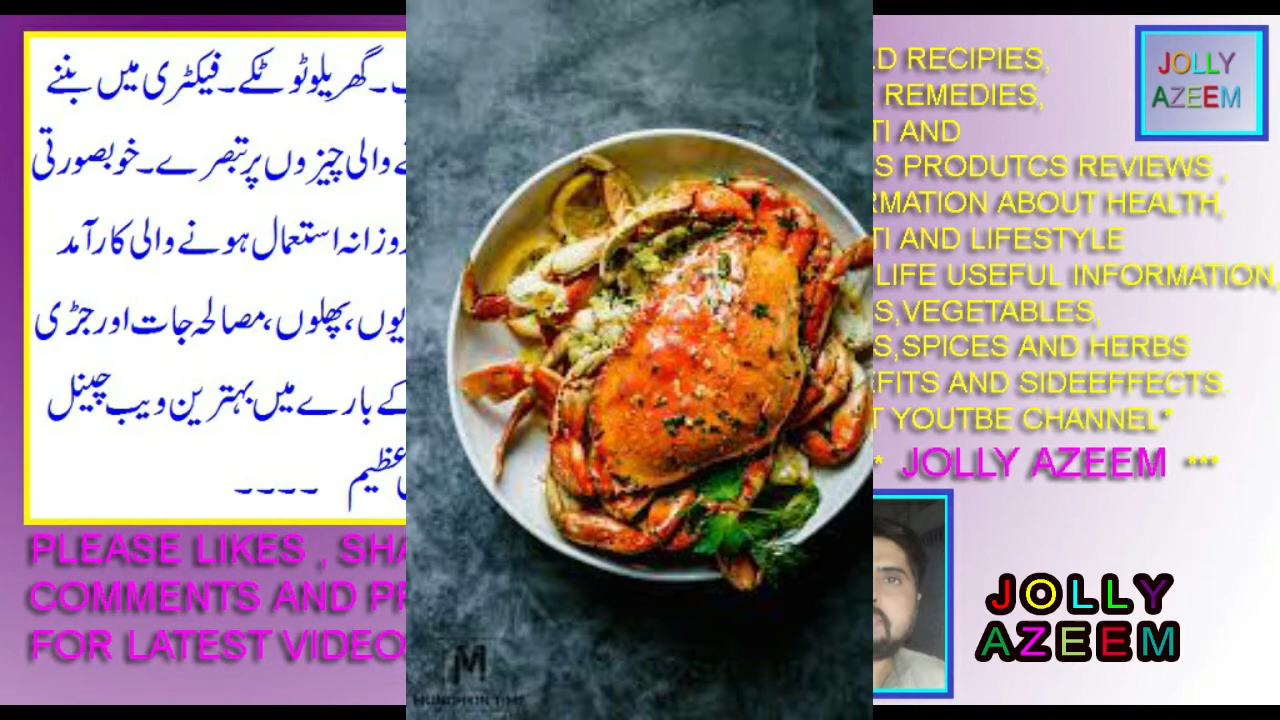 ۔گھریلو ٹوٹکے۔فیکٹری میں بننے
والی چیزوں پر تبصرے۔خوبصورتی
روزانہ استعمال ہونے والی کارآمد
یوں،پھلوں،مصالحہ جات اور جڑی
کے بارے میں بہترین ویب چینل
عظیم ۔۔۔۔
PLEASE LIKES , SHA
COMMENTS AND PR
FOR LATEST VIDEO
D RECIPIES,
REMEDIES,
TI AND
S PRODUTCS REVIEWS ,
RMATION ABOUT HEALTH,
TI AND LIFESTYLE
LIFE USEFUL INFORMATION,
S,VEGETABLES,
S,SPICES AND HERBS
FITS AND SIDEEFFECTS.
T YOUTBE CHANNEL*
* JOLLY AZEEM ***
JOLLY
AZEEM
JOLLY
AZEEM
M
MUNCHKIN TIME